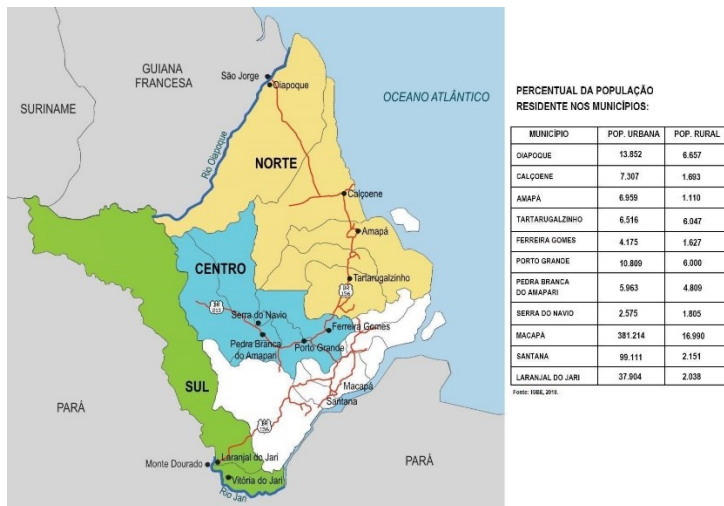 GUIANA
FRANCESA
São Jorge
Oiapoque
SURINAME
OCEANO ATLÂNTICO
Rio Oiapoque
NORTE
Calçoene
Amapá
CENTRO
Tartarugalzinho
BR
156
BR
210
Serra do Navio
Ferreira Gomes
Pedra Branca
do Amapari
Porto Grande
SUL
Macapá
Santana
PARÁ
BR
156
PARÁ
Monte Dourado
Laranjal do Jari
Vitória do Jari
Rio Jari
PERCENTUAL DA POPULAÇÃO
RESIDENTE NOS MUNICÍPIOS:
MUNICÍPIO POP. URBANA POP. RURAL
OIAPOQUE 13.852 6.657
CALÇOENE 7.307 1.693
AMAPÁ 6.959 1.110
TARTARUGALZINHO 6.516 6.047
FERREIRA GOMES 4.175 1.627
PORTO GRANDE 10.809 6.000
PEDRA BRANCA
DO AMAPARI 5.963 4.809
SERRA DO NAVIO 2.575 1.805
MACAPÁ 381.214 16.990
SANTANA 99.111 2.151
LARANJAL DO JARI 37.904 2.038